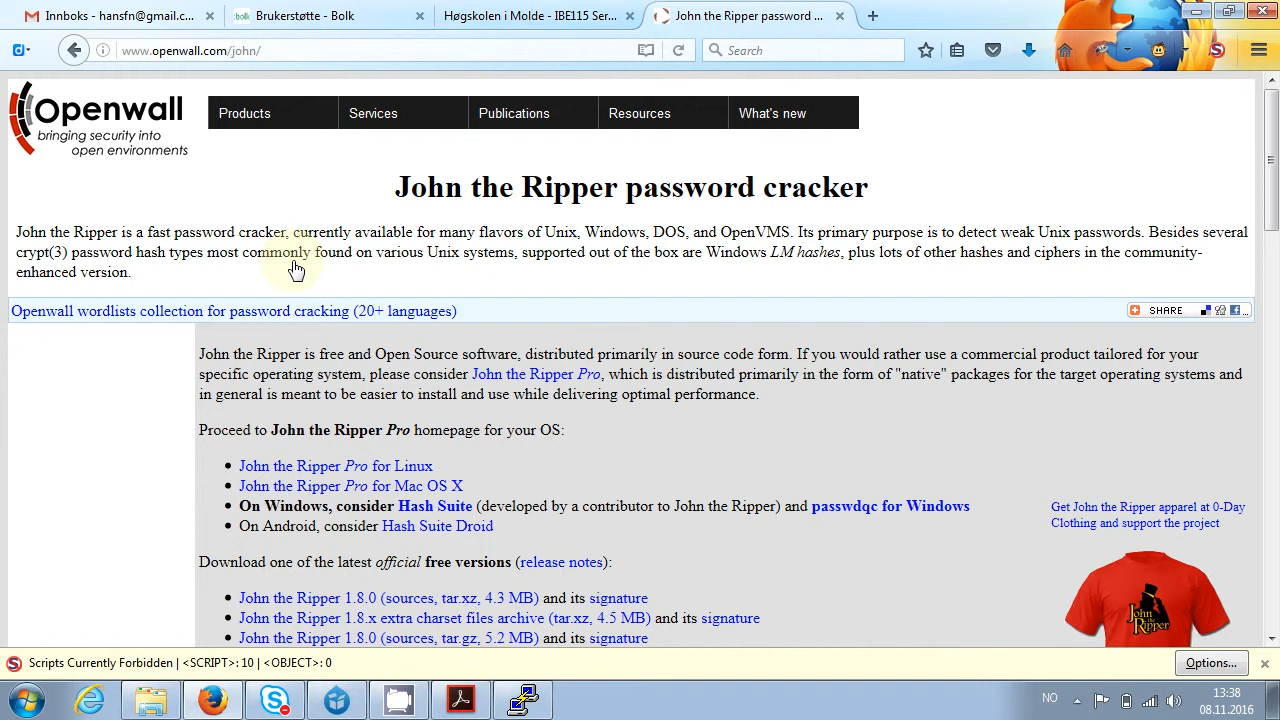 Innboks - hansfn@gmail.c...
Brukerstøtte - Bolk
Høgskolen i Molde - IBE115 Ser...
John the Ripper password ...
www.openwall.com/john/
Search
Openwall
bringing security into
open environments
Products
Services
Publications
Resources
What's new
John the Ripper password cracker
John the Ripper is a fast password cracker, currently available for many flavors of Unix, Windows, DOS, and OpenVMS. Its primary purpose is to detect weak Unix passwords. Besides several
crypt(3) password hash types most commonly found on various Unix systems, supported out of the box are Windows LM hashes, plus lots of other hashes and ciphers in the community-
enhanced version.
Openwall wordlists collection for password cracking (20+ languages)
SHARE
...
John the Ripper is free and Open Source software, distributed primarily in source code form. If you would rather use a commercial product tailored for your
specific operating system, please consider John the Ripper Pro, which is distributed primarily in the form of "native" packages for the target operating systems and
in general is meant to be easier to install and use while delivering optimal performance.
Proceed to John the Ripper Pro homepage for your OS:
• John the Ripper Pro for Linux
• John the Ripper Pro for Mac OS X
• On Windows, consider Hash Suite (developed by a contributor to John the Ripper) and passwdqc for Windows
• On Android, consider Hash Suite Droid
Get John the Ripper apparel at 0-Day
Clothing and support the project
John
the
Ripper
Download one of the latest official free versions (release notes):
• John the Ripper 1.8.0 (sources, tar.xz, 4.3 MB) and its signature
• John the Ripper 1.8.x extra charset files archive (tar.xz, 4.5 MB) and its signature
• John the Ripper 1.8.0 (sources, tar.gz, 5.2 MB) and its signature
Scripts Currently Forbidden | <SCRIPT>: 10 | <OBJECT>: 0
Options...
NO
13:38
08.11.2016